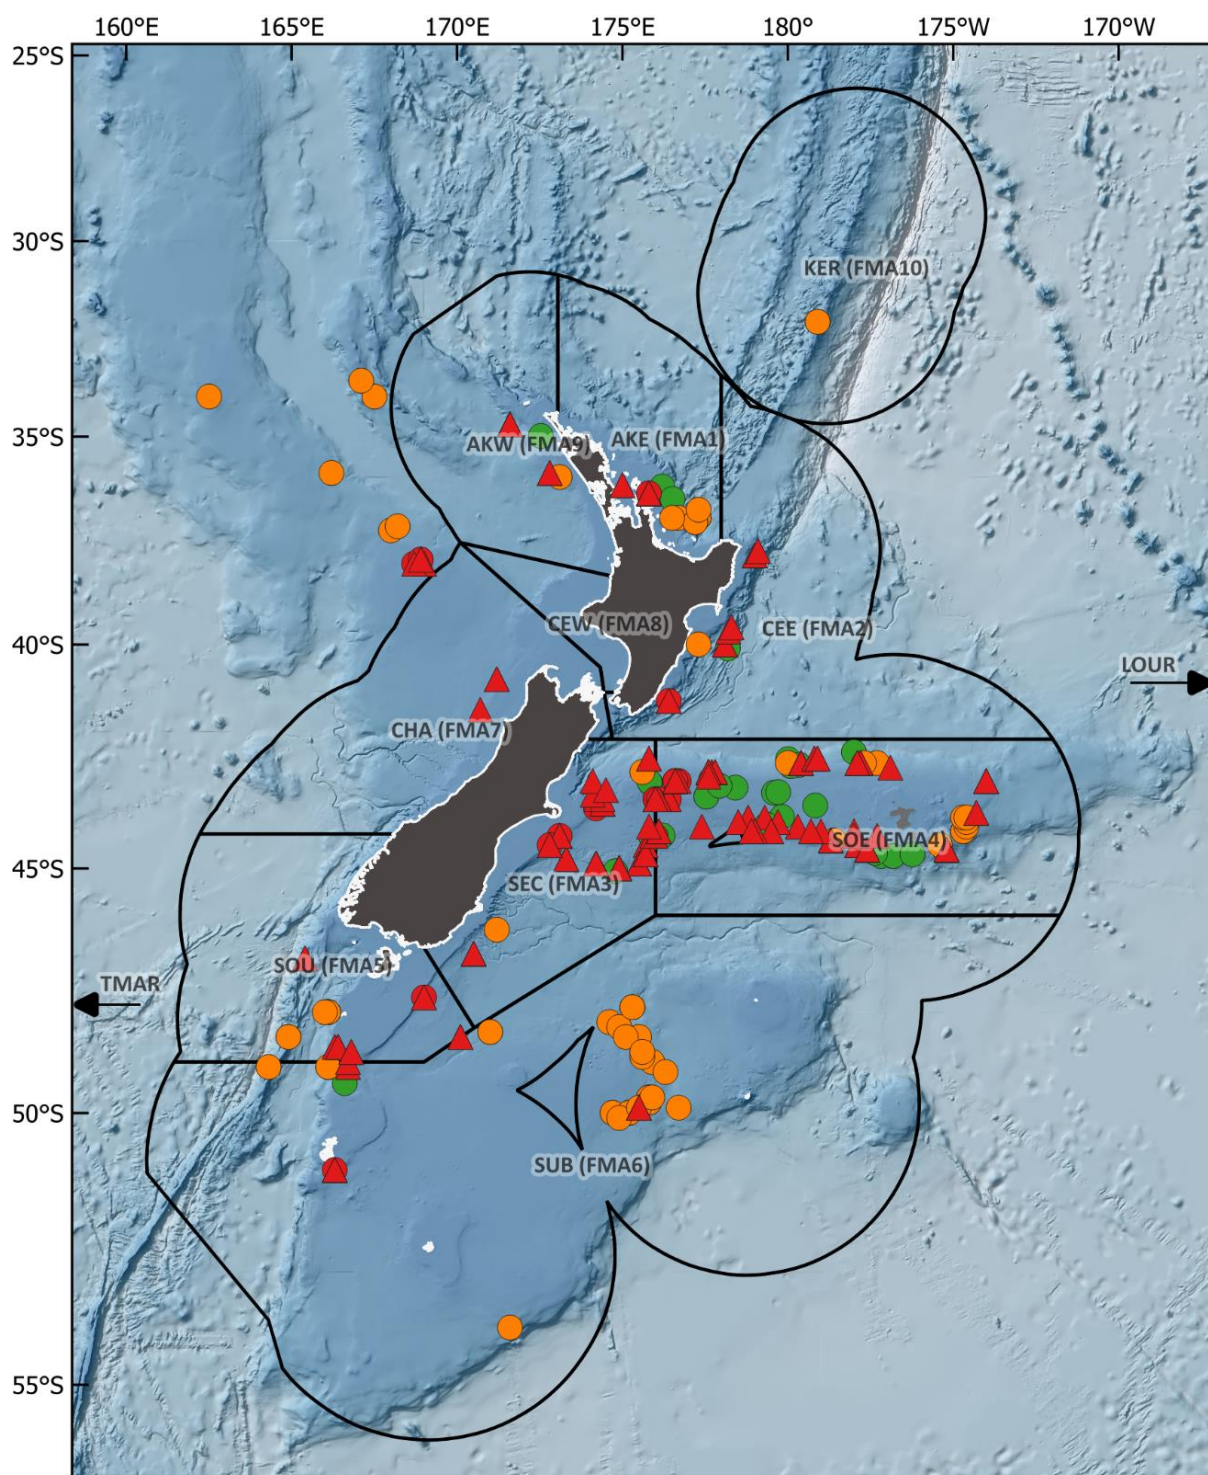 160°E 165°E 170°E 175°E 180° 175°W 170°W
25°S
KER (FMA10)
30°S
35°S
AKW (FMA9) AKE (FMA1)
CEW (FMA8) CEE (FMA2)
40°S
LOUR
CHA (FMA7)
SOE (FMA4)
45°S
SEC (FMA3)
SOU (FMA5)
TMAR
50°S
SUB (FMA6)
55°S